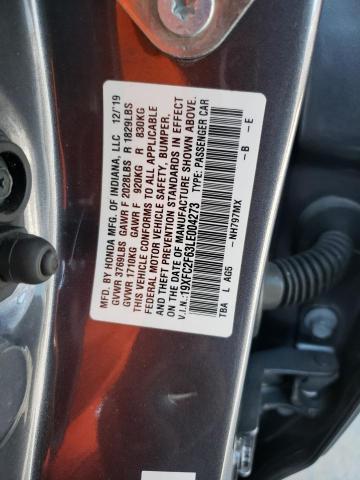 MFD. BY HONDA MFG. OF INDIANA, LLC 12/'19
GVWR 3769LBS GAWR F 2028LBS R 1829LBS
GVWR 1710KG GAWR F 920KG R 830KG
THIS VEHICLE CONFORMS TO ALL APPLICABLE
FEDERAL MOTOR VEHICLE SAFETY, BUMPER,
AND THEFT PREVENTION STANDARDS IN EFFECT
ON THE DATE OF MANUFACTURE SHOWN ABOVE.
V.I.N.: 19XFC2F63LE004273 TYPE: PASSENGER CAR
TBA L AG5 -NH797MX -B -E